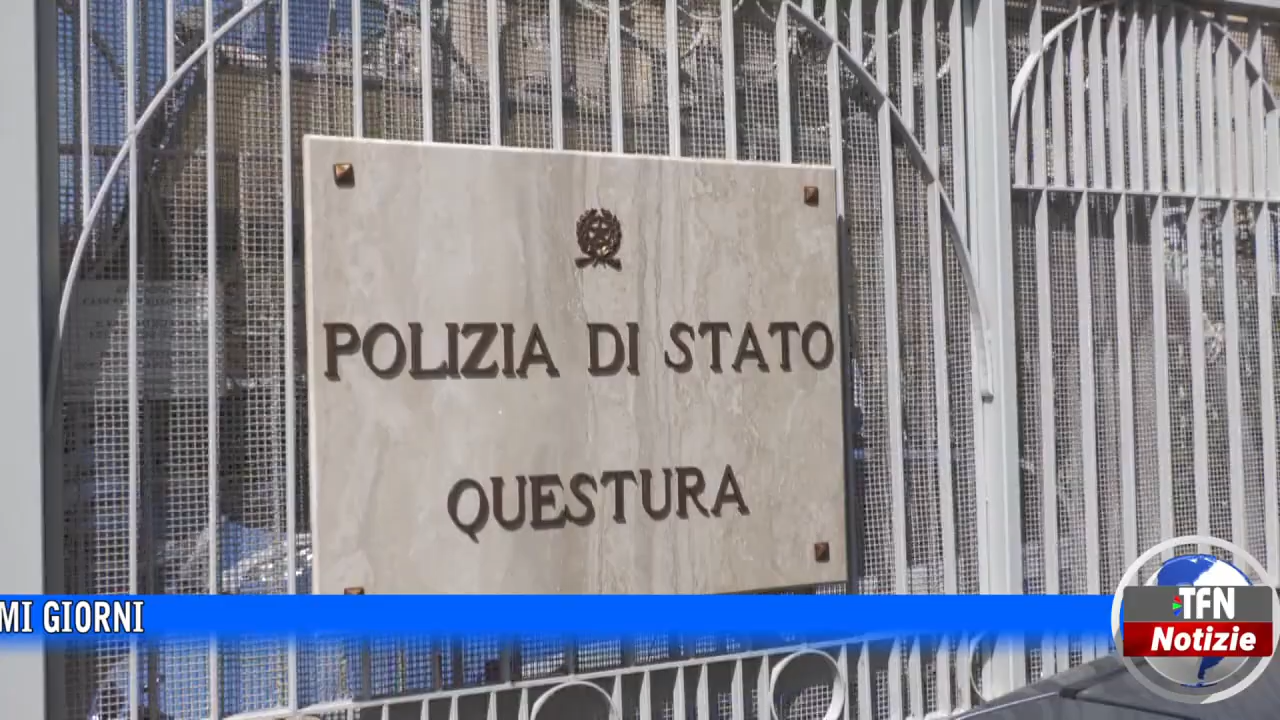 POLIZIA DI STATO
QUESTURA
MI GIORNI
TFN
Notizie